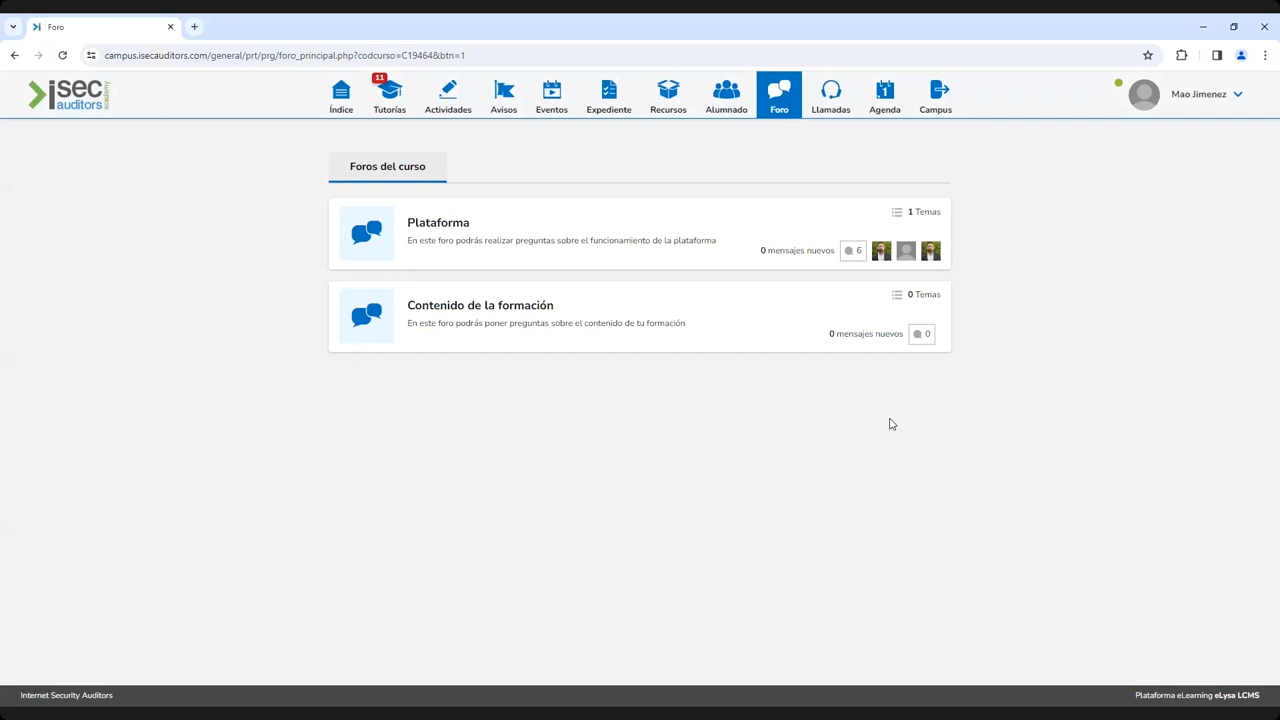 Foro
campus.isecauditors.com/general/prt/prg/foro_principal.php?codcurso=C19464&btn=1
isec
auditors
academy
11
Índice
Tutorías
Actividades
Avisos
Eventos
Expediente
Recursos
Alumnado
Foro
Llamadas
1
Agenda
Campus
Mao Jimenez
Foros del curso
Plataforma
1 Temas
En este foro podrás realizar preguntas sobre el funcionamiento de la plataforma
0 mensajes nuevos
6
Contenido de la formación
0 Temas
En este foro podrás poner preguntas sobre el contenido de tu formación
0 mensajes nuevos
0
Internet Security Auditors
Plataforma eLearning eLysa LCMS